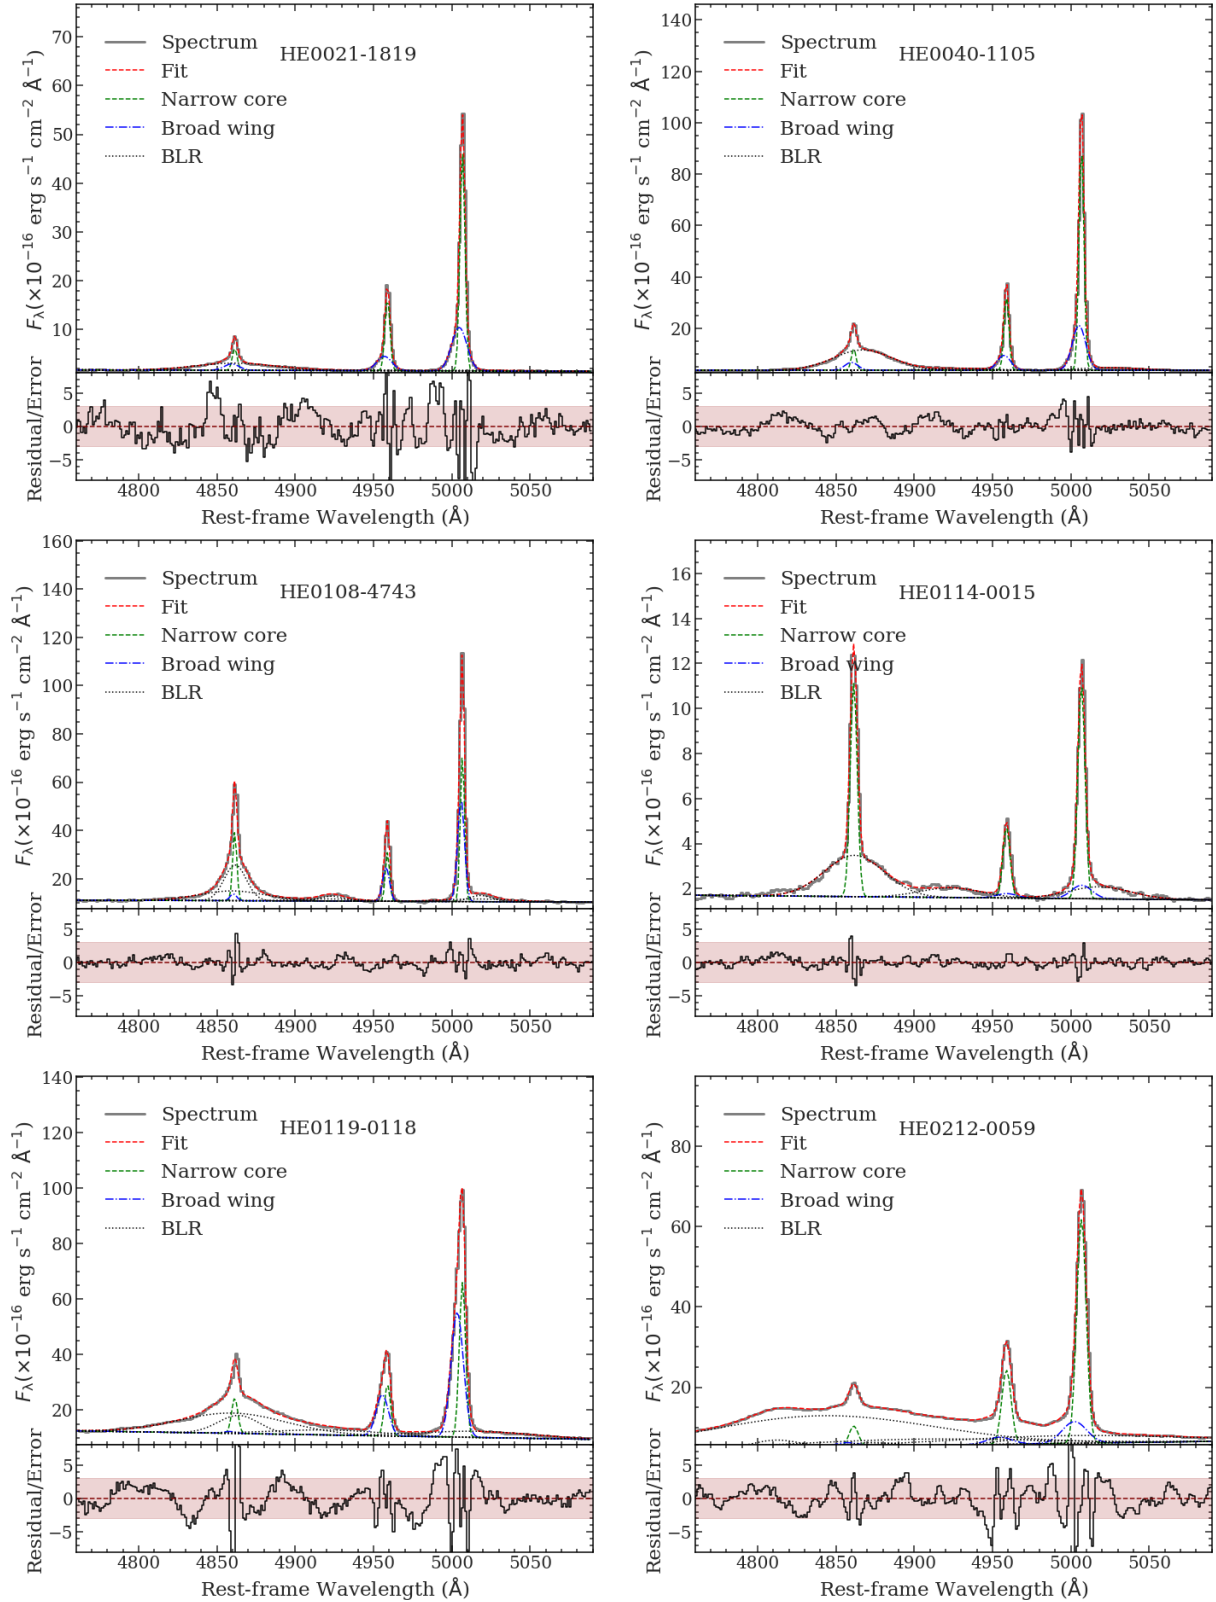 HE0021-1819
Spectrum
Fit
Narrow core
Broad wing
BLR
70
60
50
40
30
20
10
F_λ(×10^−16 erg s^−1 cm^−2 Å^−1)
5
0
−5
Residual/Error
4800 4850 4900 4950 5000 5050
Rest-frame Wavelength (Å)
HE0040-1105
Spectrum
Fit
Narrow core
Broad wing
BLR
140
120
100
80
60
40
20
F_λ(×10^−16 erg s^−1 cm^−2 Å^−1)
5
0
−5
Residual/Error
4800 4850 4900 4950 5000 5050
Rest-frame Wavelength (Å)
HE0108-4743
Spectrum
Fit
Narrow core
Broad wing
BLR
160
140
120
100
80
60
40
20
F_λ(×10^−16 erg s^−1 cm^−2 Å^−1)
5
0
−5
Residual/Error
4800 4850 4900 4950 5000 5050
Rest-frame Wavelength (Å)
HE0114-0015
Spectrum
Fit
Narrow core
Broad wing
BLR
16
14
12
10
8
6
4
2
F_λ(×10^−16 erg s^−1 cm^−2 Å^−1)
5
0
−5
Residual/Error
4800 4850 4900 4950 5000 5050
Rest-frame Wavelength (Å)
HE0119-0118
Spectrum
Fit
Narrow core
Broad wing
BLR
140
120
100
80
60
40
20
F_λ(×10^−16 erg s^−1 cm^−2 Å^−1)
5
0
−5
Residual/Error
4800 4850 4900 4950 5000 5050
Rest-frame Wavelength (Å)
HE0212-0059
Spectrum
Fit
Narrow core
Broad wing
BLR
80
60
40
20
F_λ(×10^−16 erg s^−1 cm^−2 Å^−1)
5
0
−5
Residual/Error
4800 4850 4900 4950 5000 5050
Rest-frame Wavelength (Å)